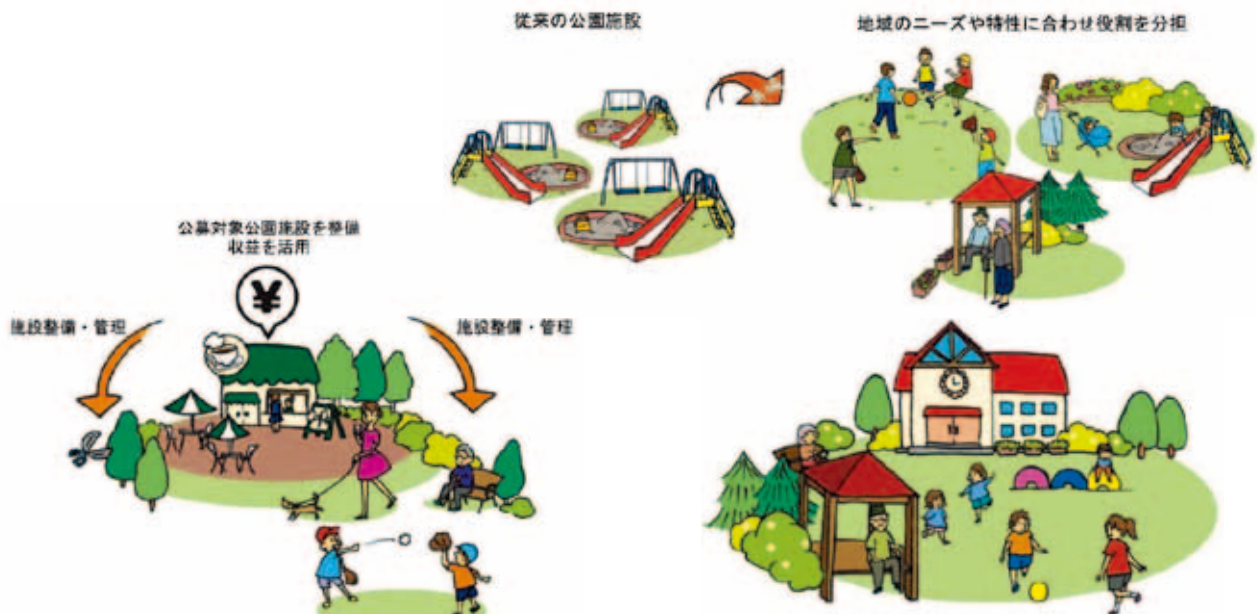 従来の公園施設
地域のニーズや特性に合わせ役割を分担
公募対象公園施設を整備
収益を活用
¥
施設整備・管理
施設整備・管理